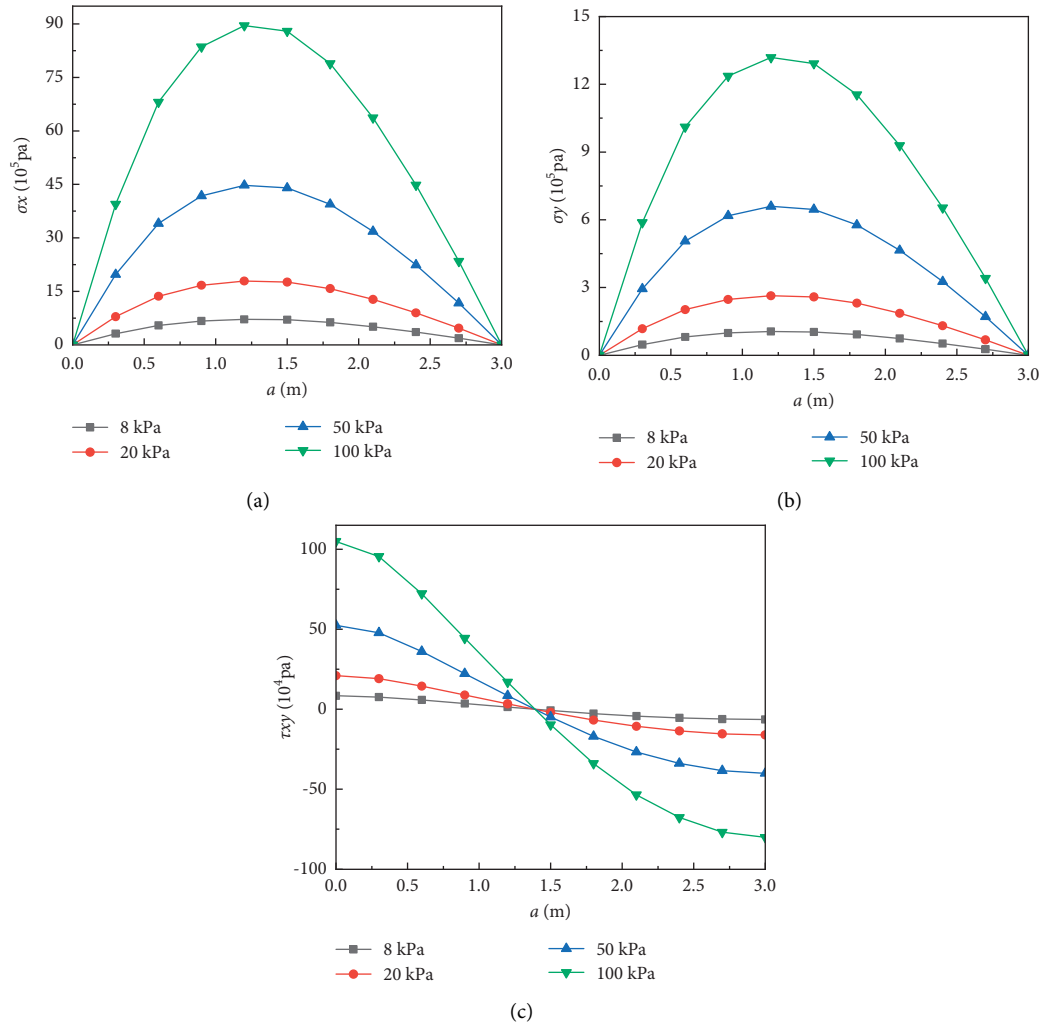 90
75
60
45
30
15
0
σx (10⁵pa)
0.0 0.5 1.0 1.5 2.0 2.5 3.0
a (m)
8 kPa 50 kPa
20 kPa 100 kPa
(a)
15
12
9
6
3
0
σy (10⁵pa)
0.0 0.5 1.0 1.5 2.0 2.5 3.0
a (m)
8 kPa 50 kPa
20 kPa 100 kPa
(b)
100
50
0
-50
-100
τxy (10⁴pa)
0.0 0.5 1.0 1.5 2.0 2.5 3.0
a (m)
8 kPa 50 kPa
20 kPa 100 kPa
(c)